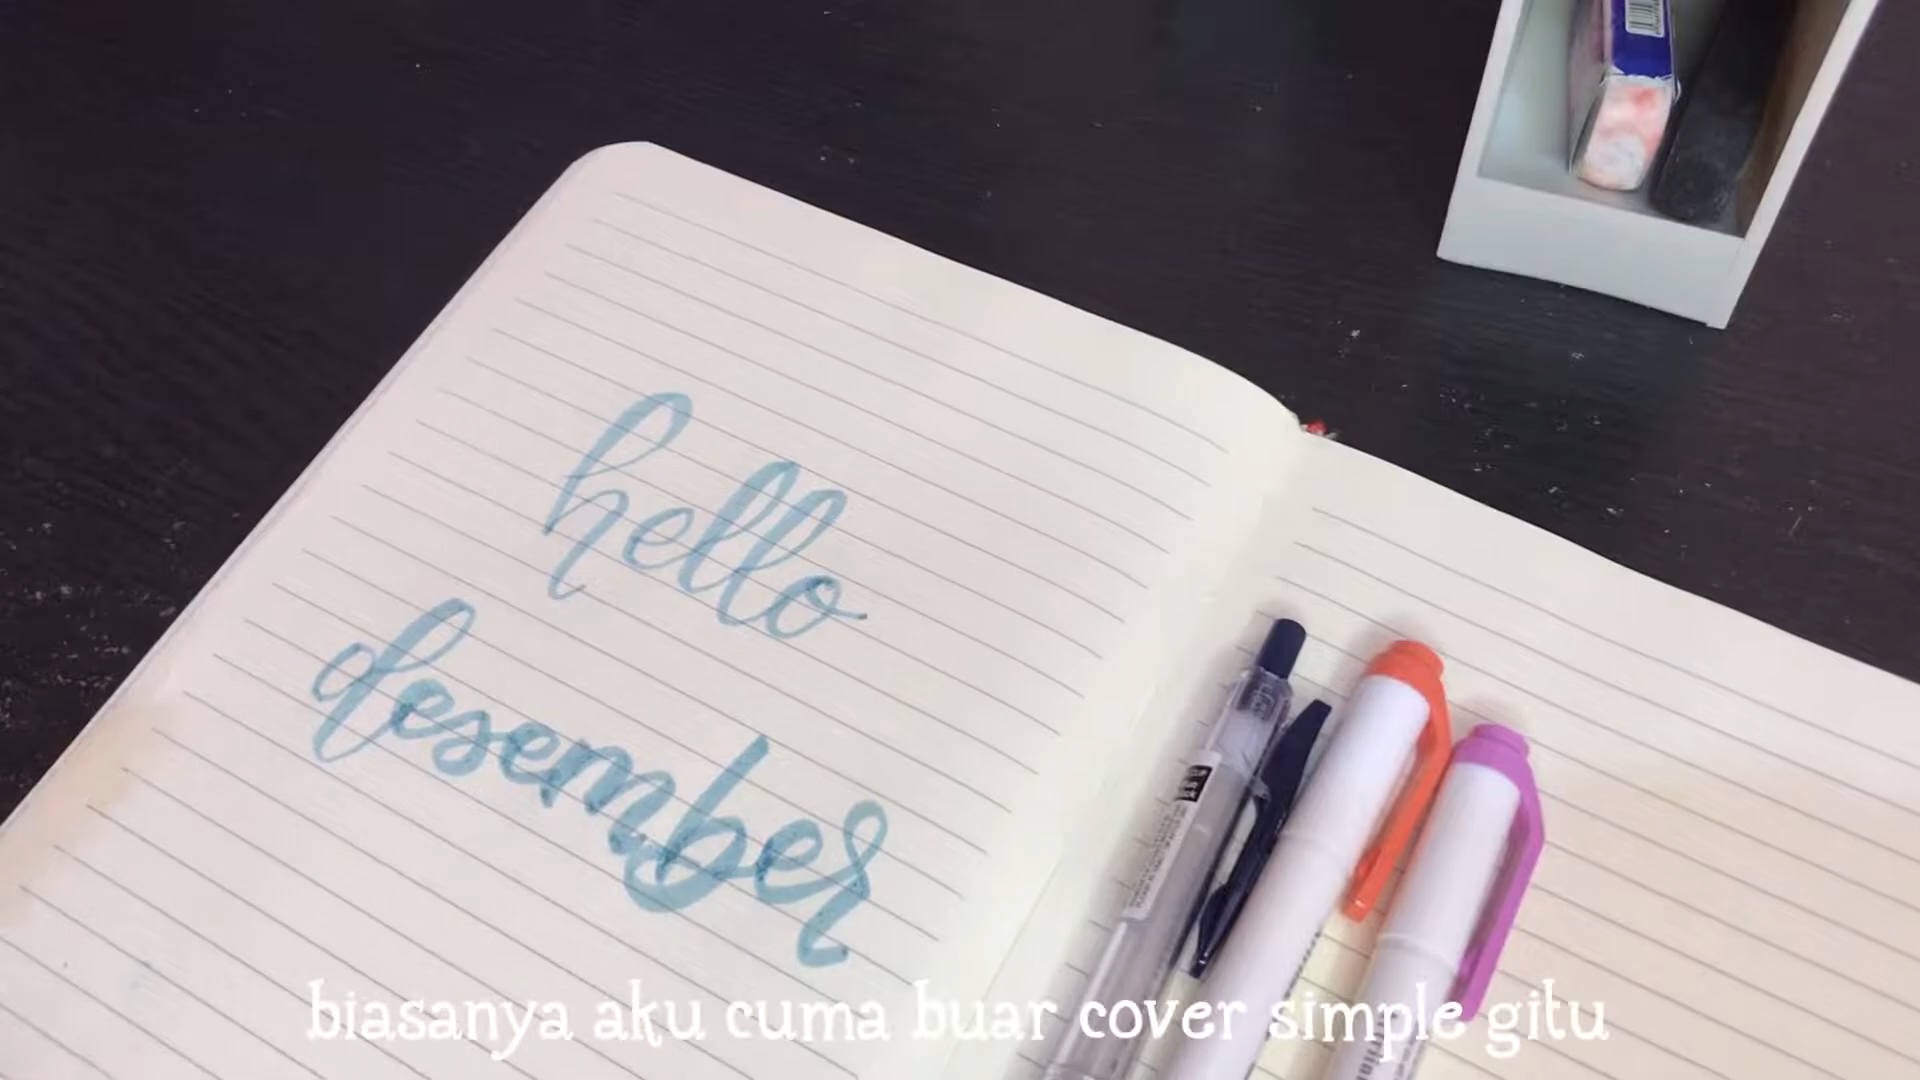 hello
desember
biasanya aku cuma buar cover simple gitu